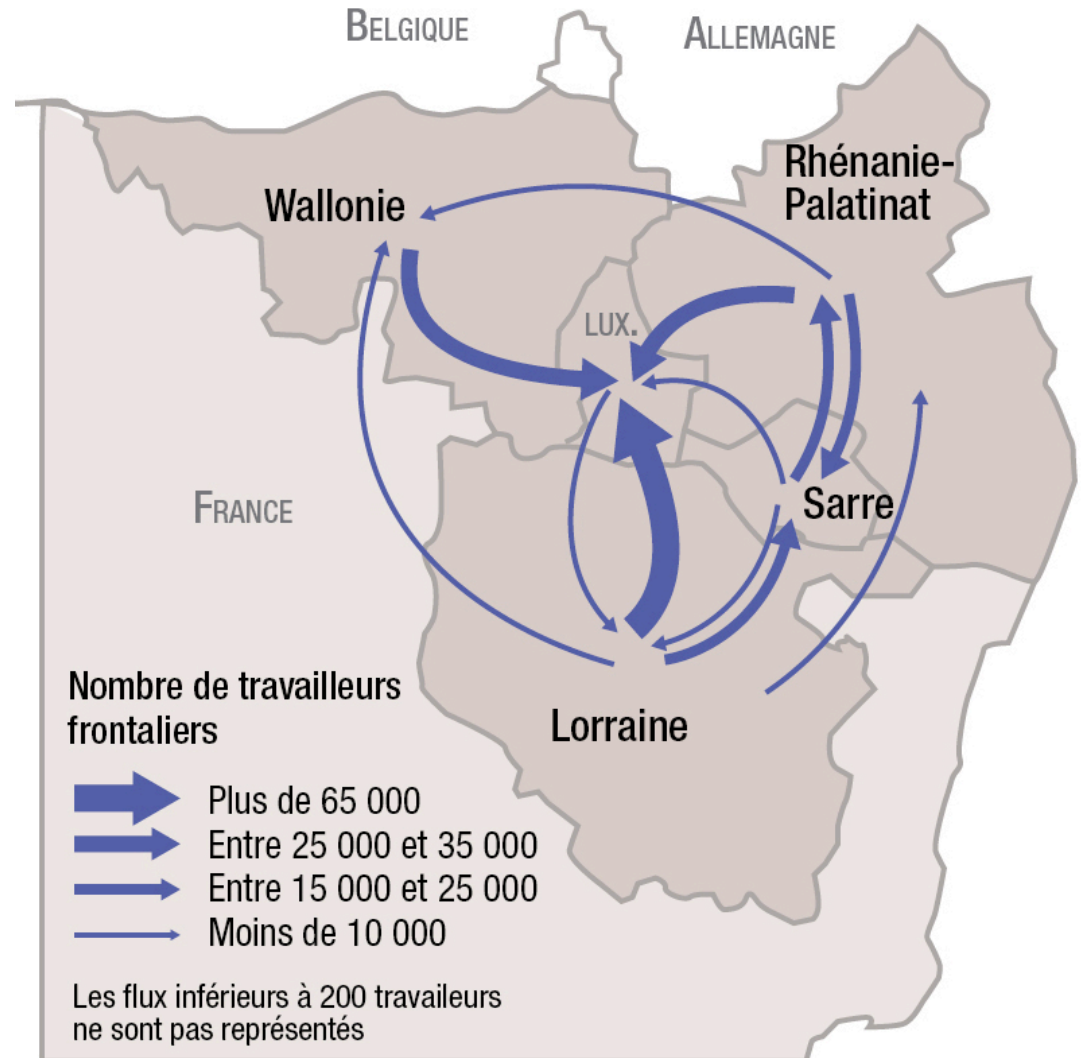 BELGIQUE
ALLEMAGNE
Rhénanie-
Palatinat
Wallonie
LUX.
FRANCE
Sarre
Lorraine
Nombre de travailleurs
frontaliers
Plus de 65 000
Entre 25 000 et 35 000
Entre 15 000 et 25 000
Moins de 10 000
Les flux inférieurs à 200 travaileurs
ne sont pas représentés